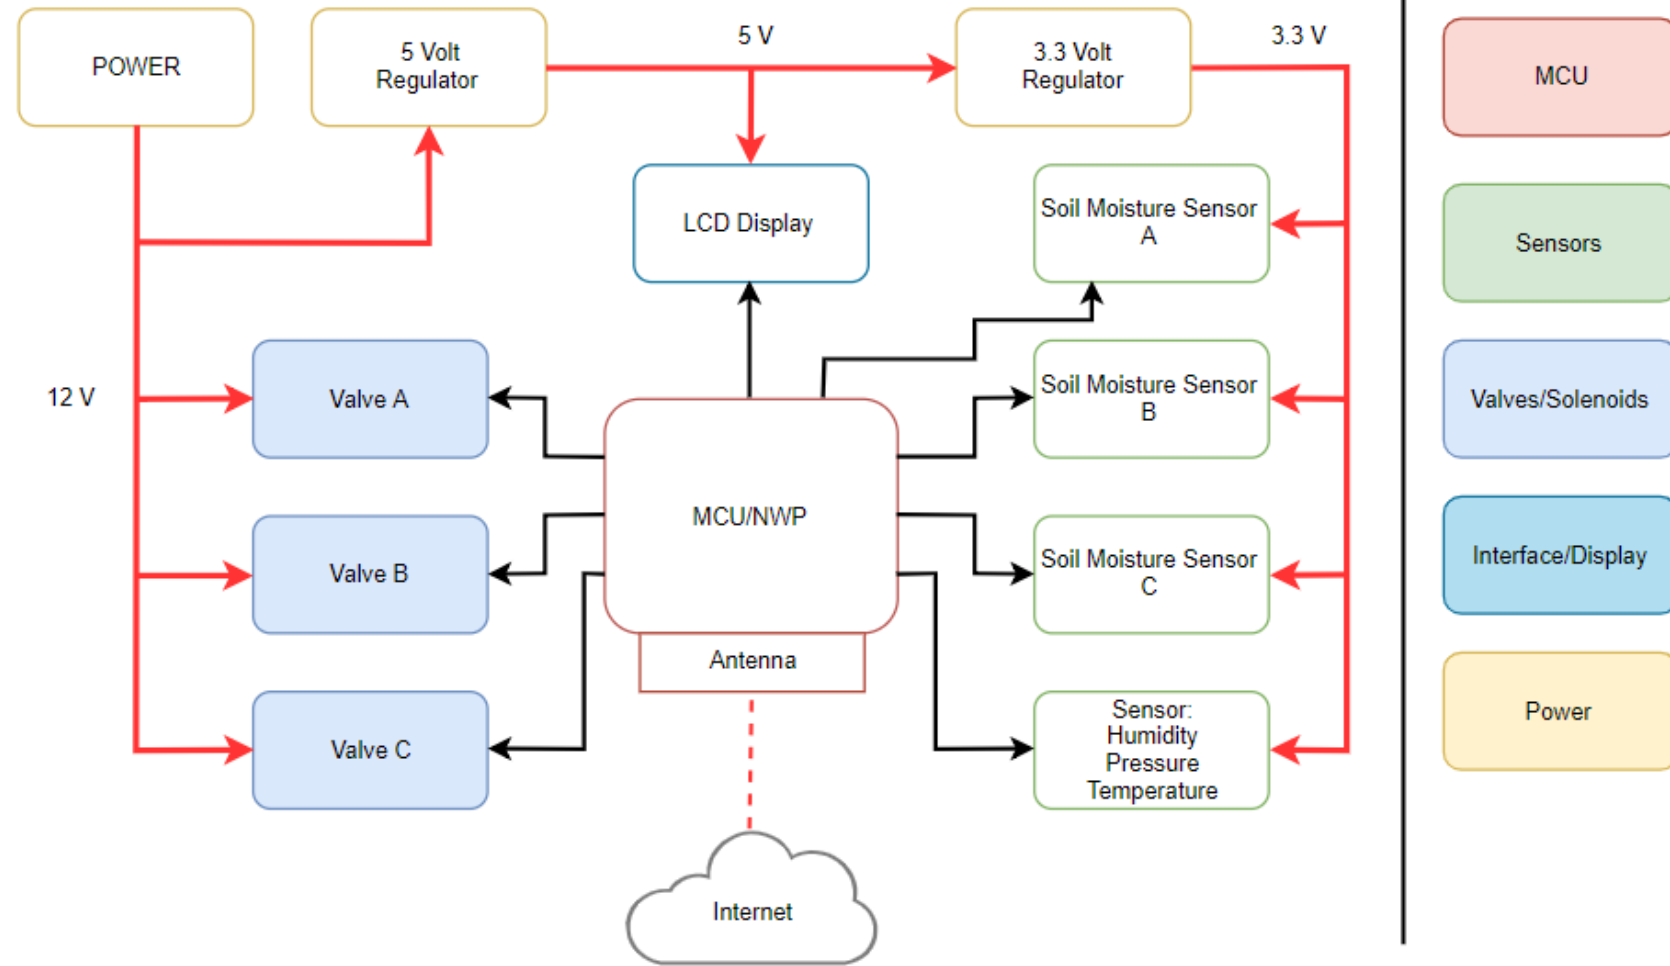 POWER
5 Volt
Regulator
5 V
3.3 Volt
Regulator
3.3 V
MCU
LCD Display
Soil Moisture Sensor
A
Sensors
12 V
Valve A
Soil Moisture Sensor
B
Valves/Solenoids
MCU/NWP
Valve B
Soil Moisture Sensor
C
Interface/Display
Antenna
Valve C
Sensor:
Humidity
Pressure
Temperature
Power
Internet